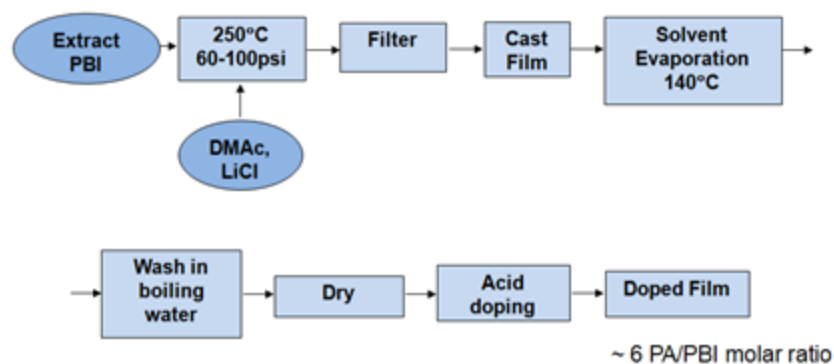 Extract
PBI
250°C
60-100psi
Filter
Cast
Film
Solvent
Evaporation
140°C
DMAc,
LiCl
Wash in
boiling
water
Dry
Acid
doping
Doped Film
~ 6 PA/PBI molar ratio